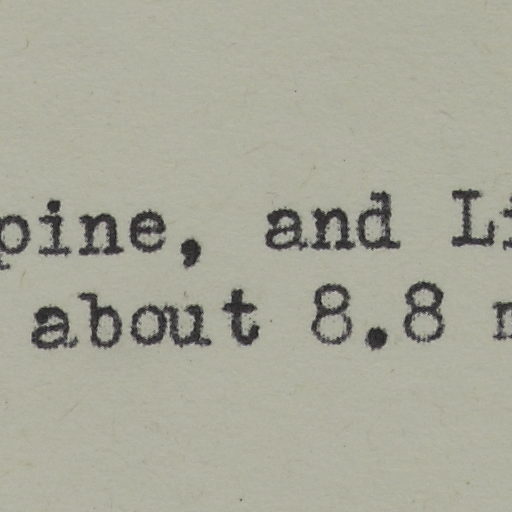 pine, and Li
about 8.8